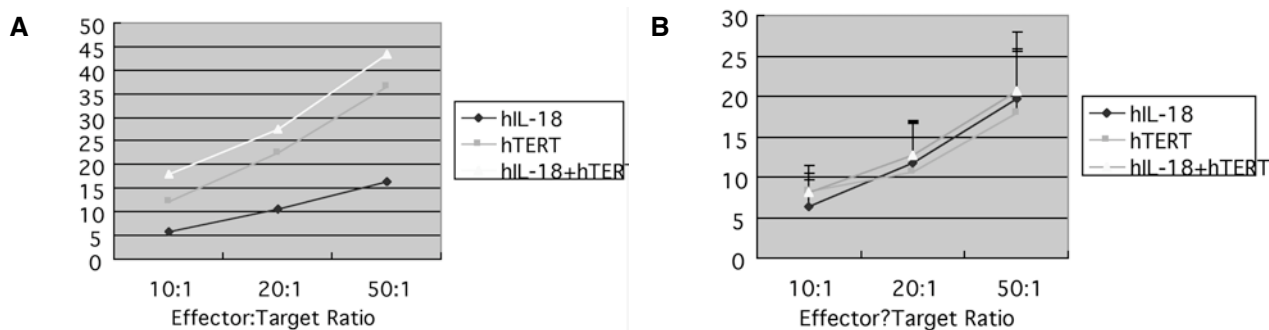 A
50
45
40
35
30
25
20
15
10
5
0
10:1 20:1 50:1
Effector:Target Ratio
hIL-18
hTERT
hIL-18+hTER
B
30
25
20
15
10
5
0
10:1 20:1 50:1
Effector?Target Ratio
hIL-18
hTERT
hIL-18+hTERT